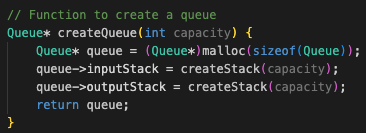 // Function to create a queue
Queue* createQueue(int capacity) {
    Queue* queue = (Queue*)malloc(sizeof(Queue));
    queue->inputStack = createStack(capacity);
    queue->outputStack = createStack(capacity);
    return queue;
}